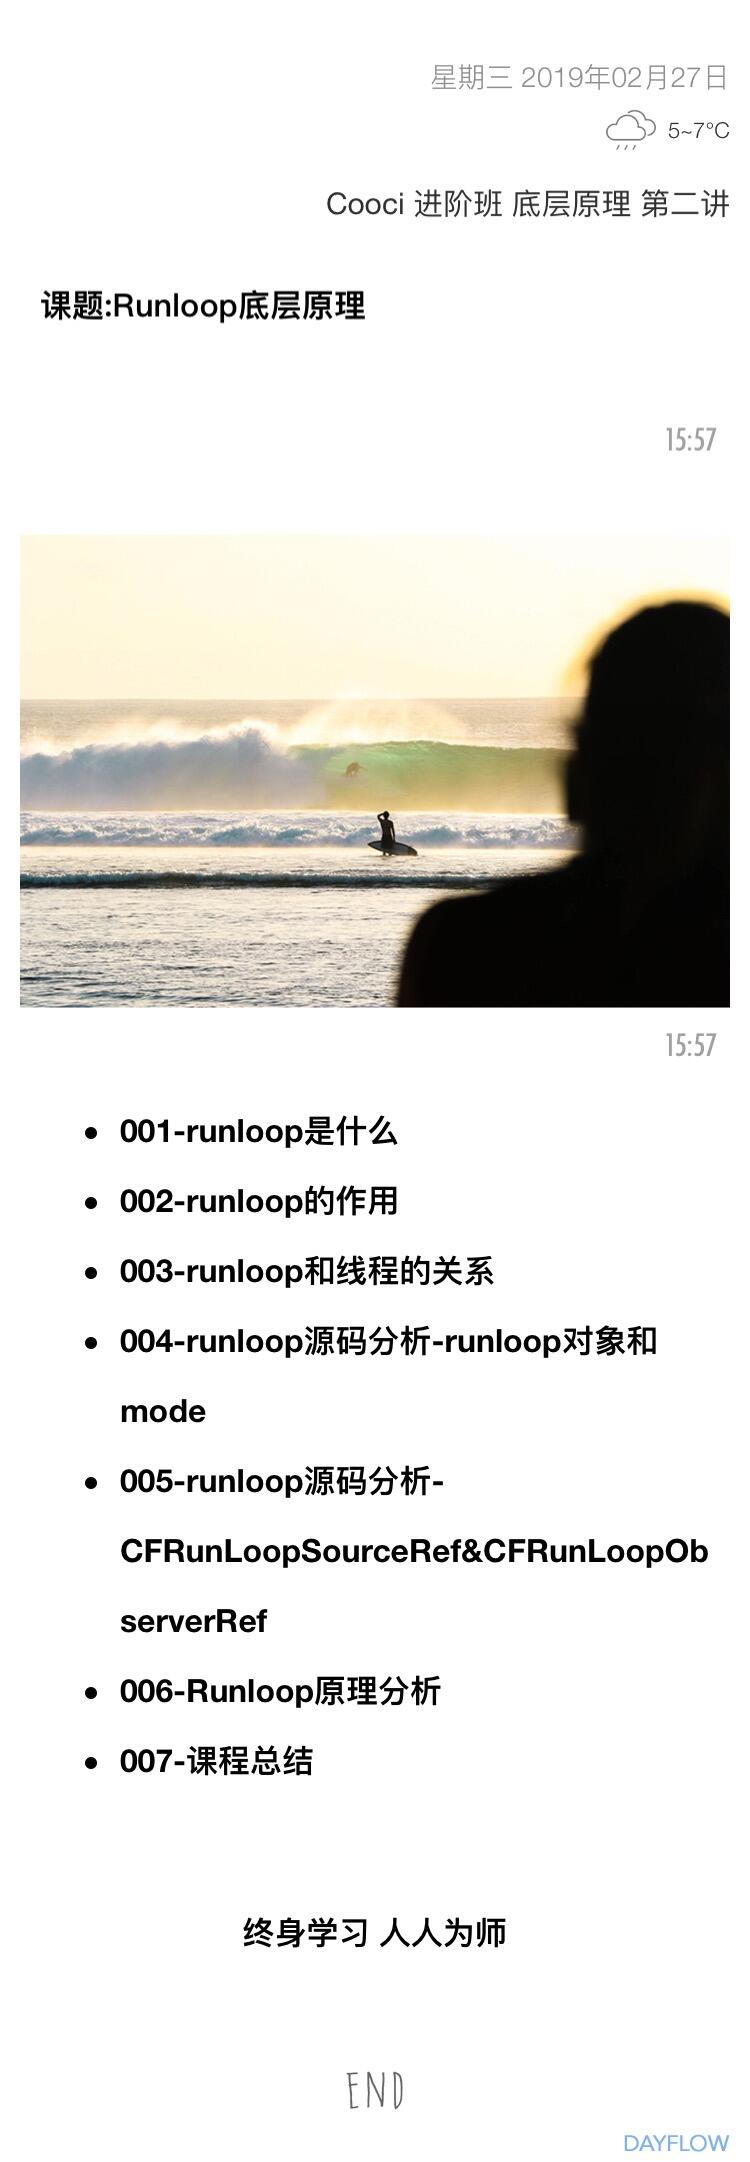 星期三 2019年02月27日
5~7°C
Cooci 进阶班 底层原理 第二讲
课题:Runloop底层原理
15:57
15:57
• 001-runloop是什么
• 002-runloop的作用
• 003-runloop和线程的关系
• 004-runloop源码分析-runloop对象和
mode
• 005-runloop源码分析-
CFRunLoopSourceRef&CFRunLoopOb
serverRef
• 006-Runloop原理分析
• 007-课程总结
终身学习 人人为师
END
DAYFLOW